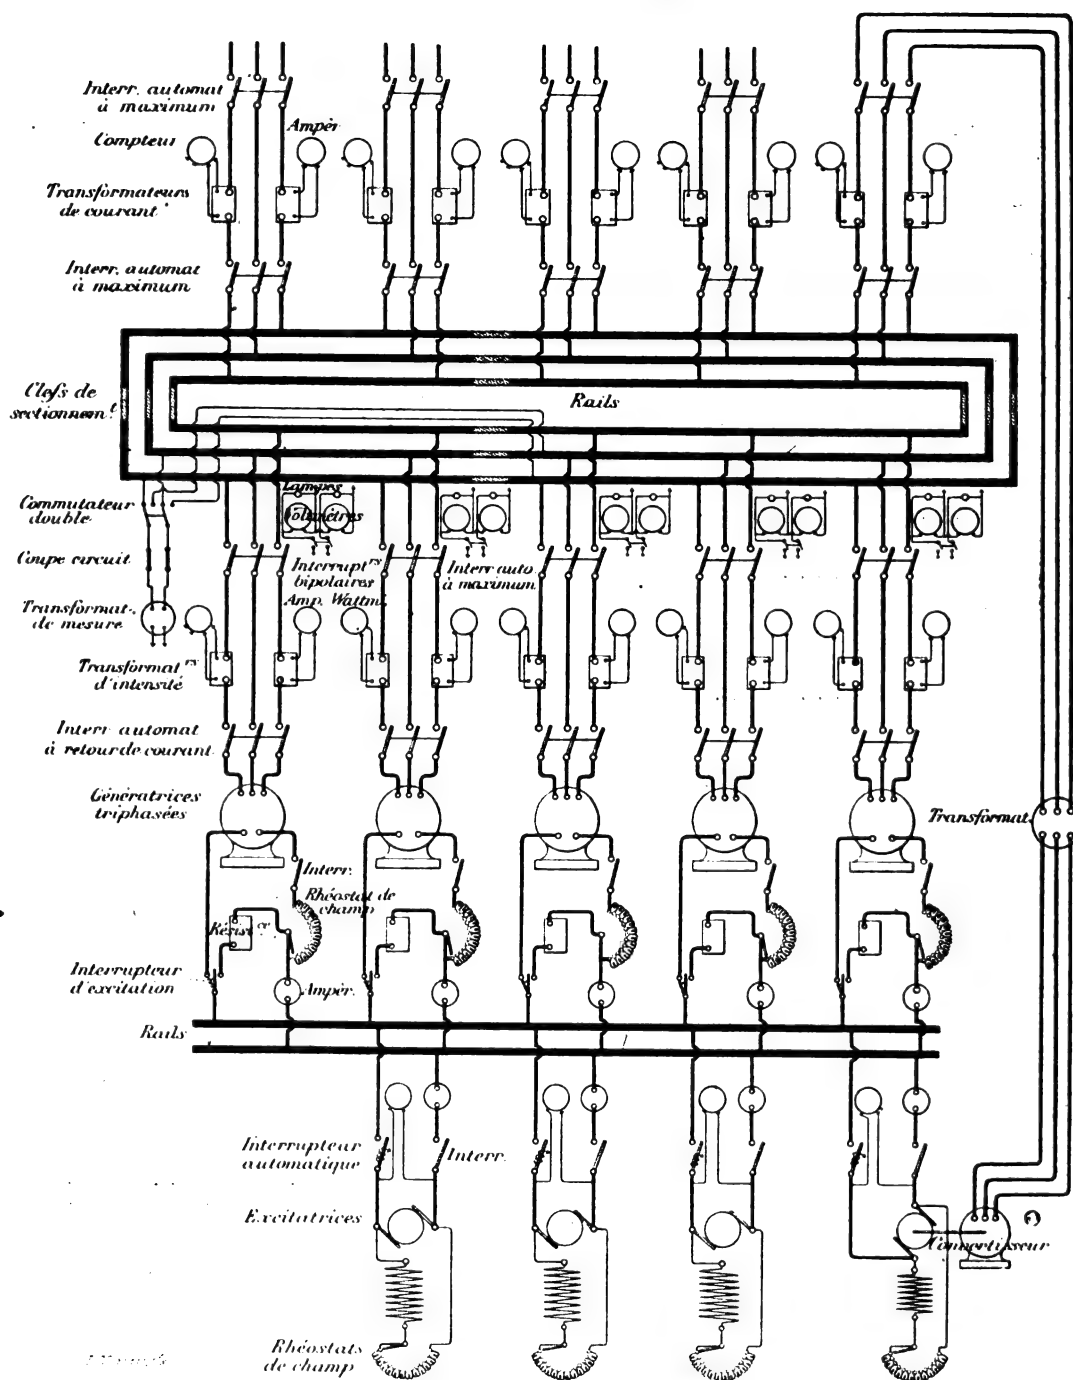 Interr. automat
à maximum
Compteur
Ampèr
Transformateurs
de courant
Interr. automat
à maximum
Clefs de
sectionnem.t
Rails
Commutateur
double
Lampes
Voltmètres
Coupe circuit
Interrupt.rs
bipolaires
Interr auto.
à maximum
Transformat.
de mesure
Amp. Wattm.
Transformat.rs
d'intensité
Interr automat
à retour de courant
Génératrices
triphasées
Transformat.
Interr.
Rhéostat de
champ
Résist.ce
Interrupteur
d'excitation
Ampèr.
Rails
Interrupteur
automatique
Interr.
Excitatrices
Convertisseur
Rhéostats
de champ